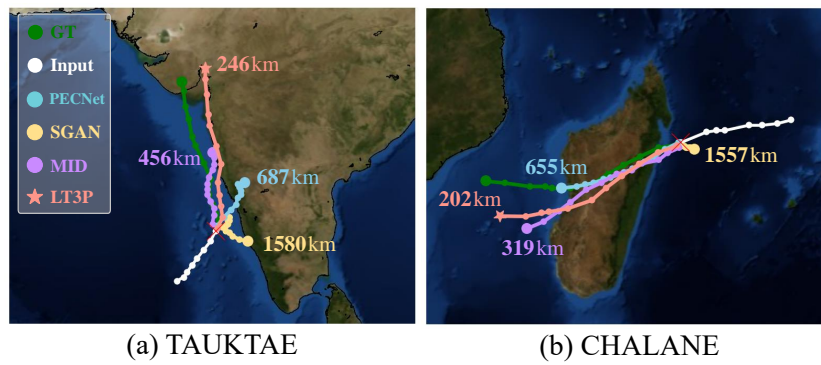 GT
Input
PECNet
SGAN
MID
LT3P
246km
456km
687km
1580km
655km
1557km
202km
319km
(a) TAUKTAE
(b) CHALANE